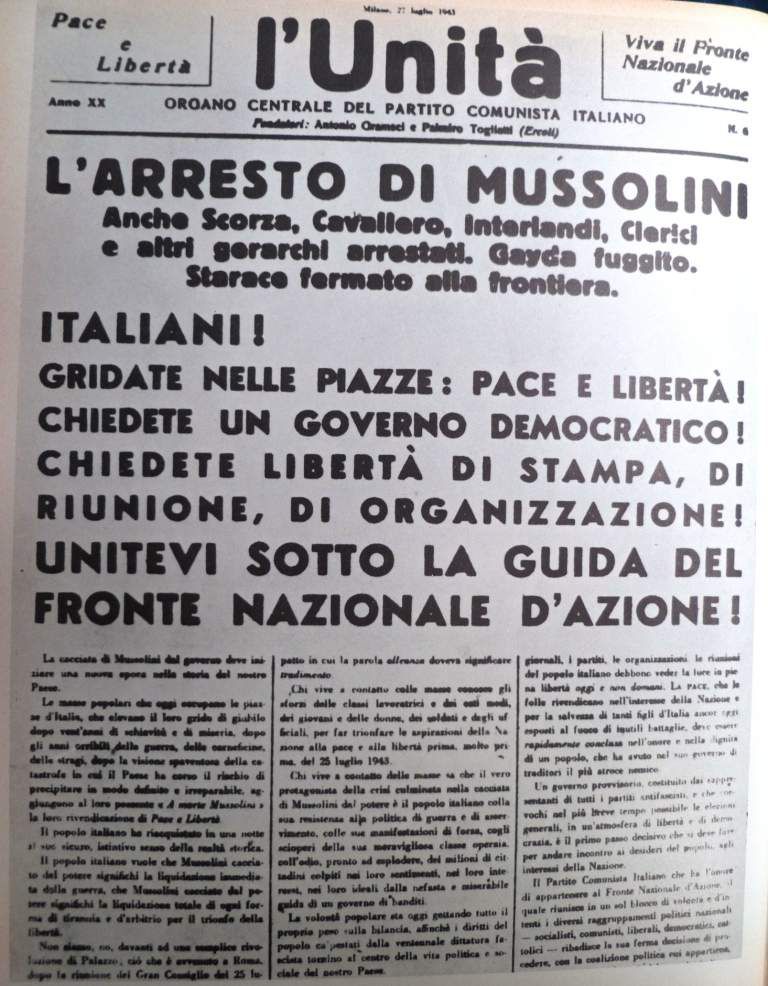 Milano, 27 luglio 1943
Pace
e
Libertà
l'Unità
Viva il Fronte
Nazionale
d'Azione
Anno XX
ORGANO CENTRALE DEL PARTITO COMUNISTA ITALIANO
N. 6
Fondatori: Antonio Gramsci e Palmiro Togliatti (Ercoli)
L'ARRESTO DI MUSSOLINI
Anche Scorza, Cavallero, Interlandi, Clerici
e altri gerarchi arrestati. Gayda fuggito.
Starace fermato alla frontiera.
ITALIANI!
GRIDATE NELLE PIAZZE: PACE E LIBERTÀ!
CHIEDETE UN GOVERNO DEMOCRATICO!
CHIEDETE LIBERTÀ DI STAMPA, DI
RIUNIONE, DI ORGANIZZAZIONE!
UNITEVI SOTTO LA GUIDA DEL
FRONTE NAZIONALE D'AZIONE!
La cacciata di Mussolini dal governo deve ini-
ziare una nuova epoca nella storia del nostro
Paese.
Le masse popolari che oggi occupano le piaz-
ze d'Italia, che elevano il loro grido di giubilo
dopo vent'anni di schiavitù e di miseria, dopo
gli anni orribili della guerra, delle carneficine,
delle stragi, dopo la visione spaventosa della ca-
tastrofe in cui il Paese ha corso il rischio di
precipitare in modo definito e irreparabile, ag-
giungono al loro possente « A morte Mussolini »
la loro rivendicazione di Pace e Libertà.
Il popolo italiano ha riacquistato in una notte
il suo sicuro, istintivo senso della realtà storica.
Il popolo italiano vuole che Mussolini caccia-
to del potere significhi la liquidazione immedia-
ta della guerra, che Mussolini cacciato dal po-
tere significhi la liquidazione totale di ogni for-
ma di tirannia e d'arbitrio per il trionfo della
libertà.
Non siamo, no, davanti ad una semplice rivo-
luzione di Palazzo; ciò che è avvenuto a Roma,
dopo la riunione del Gran Consiglio del 25 lu-
patto in cui la parola alleanza doveva significare
tradimento.
Chi vive a contatto colle masse conosce gli
sforzi delle classi lavoratrici e dei ceti medi,
dei giovani e delle donne, dei soldati e degli uf-
ficiali, per far trionfare le aspirazioni della Na-
zione alla pace e alla libertà prima, molto pri-
ma, del 25 luglio 1943.
Chi vive a contatto delle masse sa che il vero
protagonista della crisi culminata nella cacciata
di Mussolini dal potere è il popolo italiano colla
sua resistenza alla politica di guerra e di asser-
vimento, colle sue manifestazioni di forza, cogli
scioperi della sua meravigliosa classe operaia,
coll'odio, pronto ad esplodere, dei milioni di cit-
tadini colpiti nei loro sentimenti, nei loro inte-
ressi, nei loro ideali dalla nefasta e miserabile
guida di un governo di banditi.
La volontà popolare sta oggi gettando tutto il
proprio peso sulla bilancia, affinchè i diritti del
popolo calpestati dalla ventennale dittatura fa-
scista tornino al centro della vita politica e so-
ciale del nostro Paese.
giornali, i partiti, le organizzazioni, le riunioni
del popolo italiano debbono veder la luce in pie-
na libertà oggi e non domani. LA PACE, che le
folle rivendicano nell'interesse della Nazione e
per la salvezza di tanti figli d'Italia ancor oggi
esposti al fuoco di inutili battaglie, deve essere
rapidamente conclusa nell'onore e nella dignità
di un popolo, che ha avuto nel suo governo di
traditori il più atroce nemico.
Un governo provvisorio, costituito dai rappre-
sentanti di tutti i partiti antifascisti, e che con-
vochi nel più breve tempo possibile le elezioni
generali, in un'atmosfera di libertà e di demo-
crazia, è il primo passo decisivo che si deve fare
per andare incontro ai desideri del popolo, agli
interessi della Nazione.
Il Partito Comunista Italiano che ha l'onore
di appartenere al Fronte Nazionale d'Azione, il
quale riunisce in un sol blocco di volontà e d'in-
tenti i diversi raggruppamenti politici nazionali
— socialisti, comunisti, liberali, democratici, cat-
tolici — ribadisce la sua ferma decisione di pro-
cedere, con la coalizione politica cui appartiene,